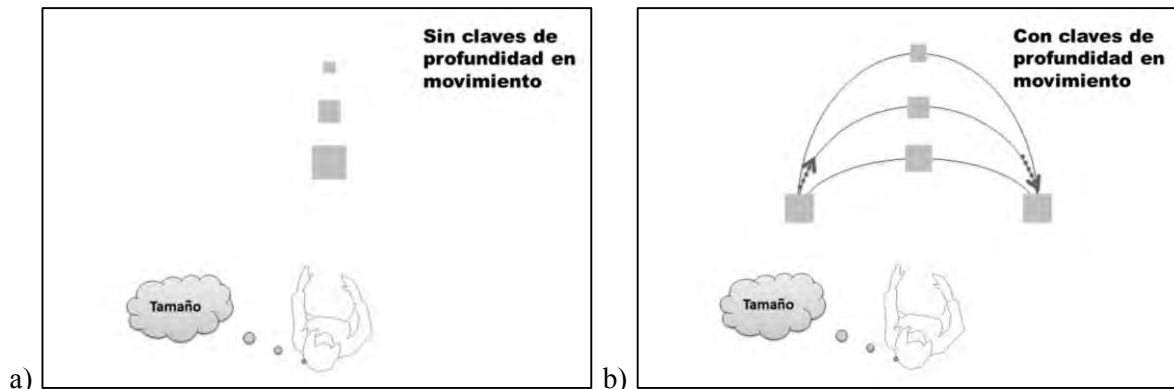 Sin claves de
profundidad en
movimiento
Tamaño
a)
Con claves de
profundidad en
movimiento
Tamaño
b)